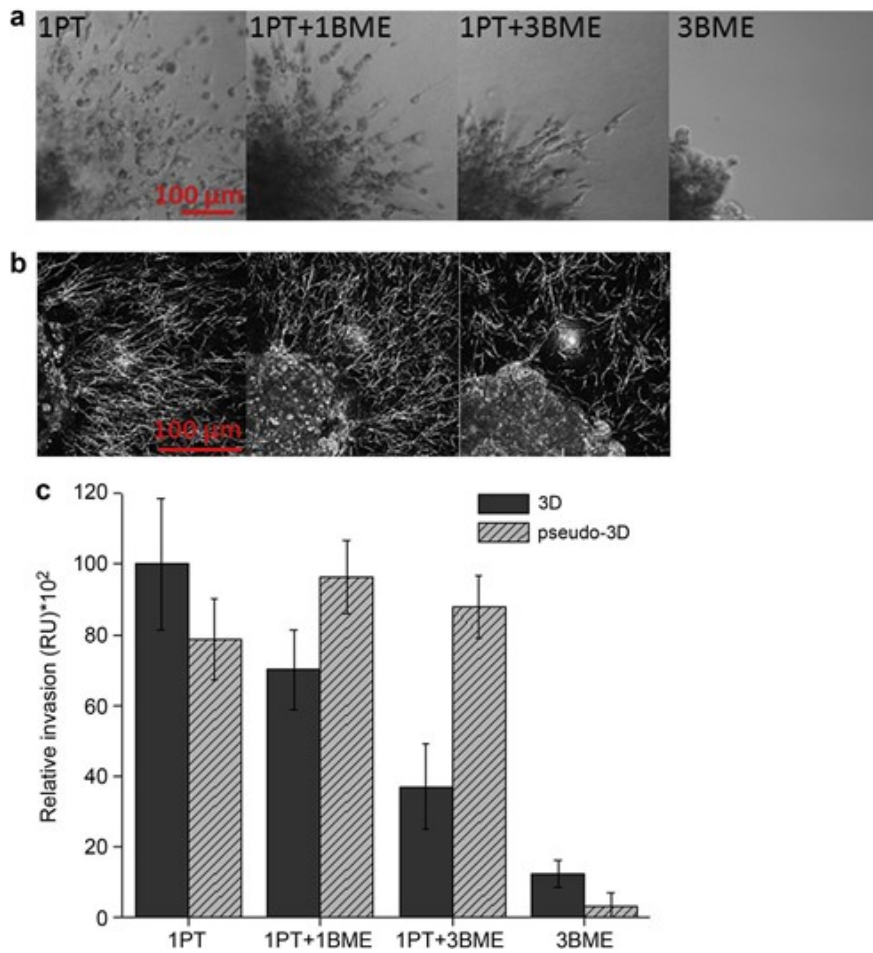 a
1PT 1PT+1BME 1PT+3BME 3BME
100 µm
b
100 µm
c
120
100
80
60
40
20
0
Relative invasion (RU)*10²
3D
pseudo-3D
1PT 1PT+1BME 1PT+3BME 3BME